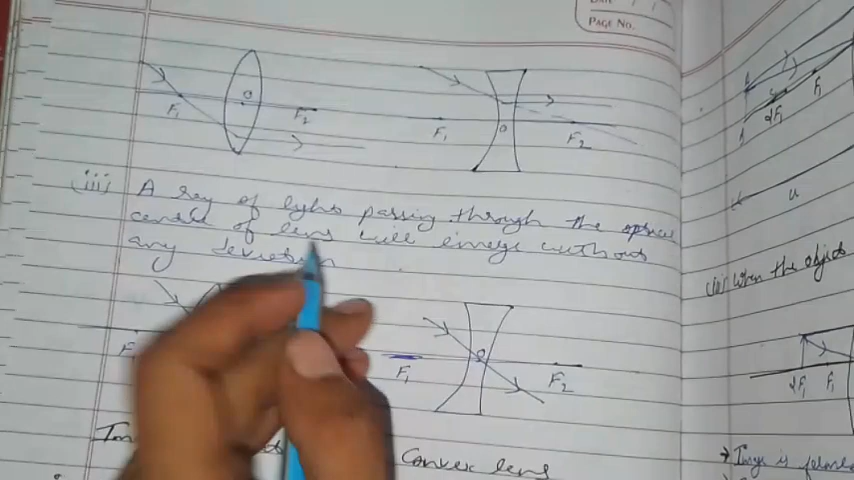 PAGE No.
O
F₁
F₂
F₁
O
F₂
(iii) A ray of light passing through the optical
centre of lens will emerge without
any deviation
F₁
O
F₂
Convex lens
A
2F₁
F₁
u
(ii) When the object
2F₁
F₁
→ Image is formed